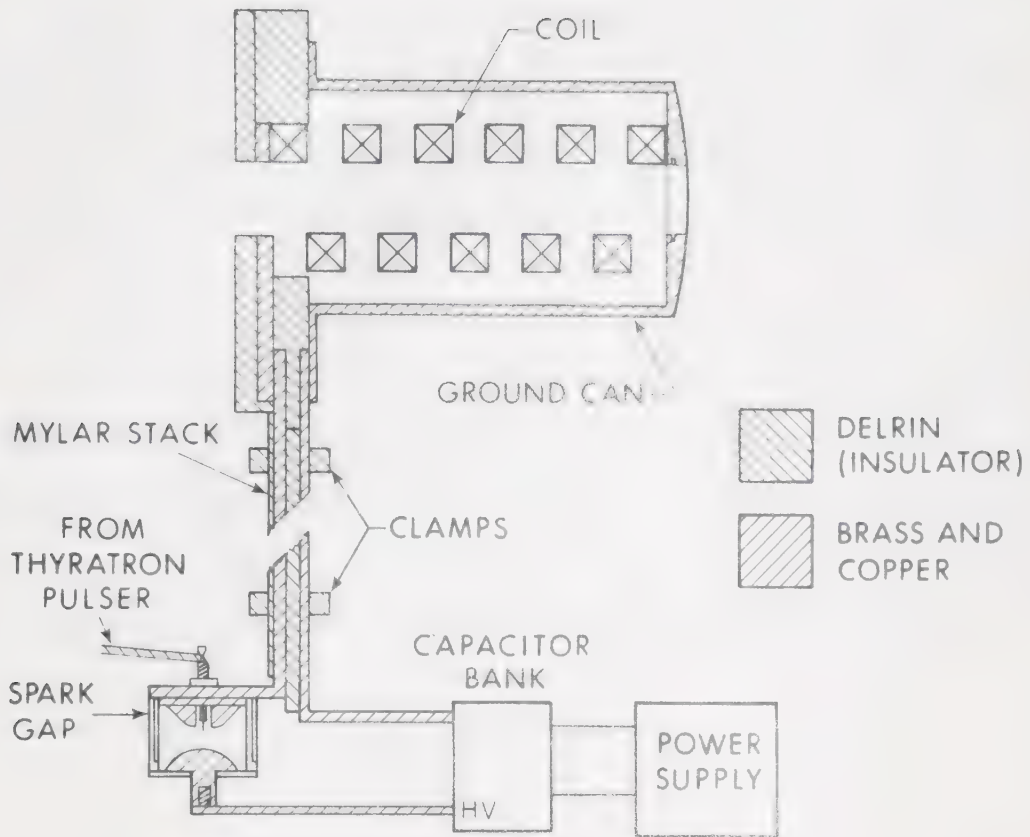 COIL
GROUND CAN
MYLAR STACK
DELRIN
(INSULATOR)
CLAMPS
FROM
THYRATRON
PULSER
BRASS AND
COPPER
CAPACITOR
BANK
SPARK
GAP
POWER
SUPPLY
HV